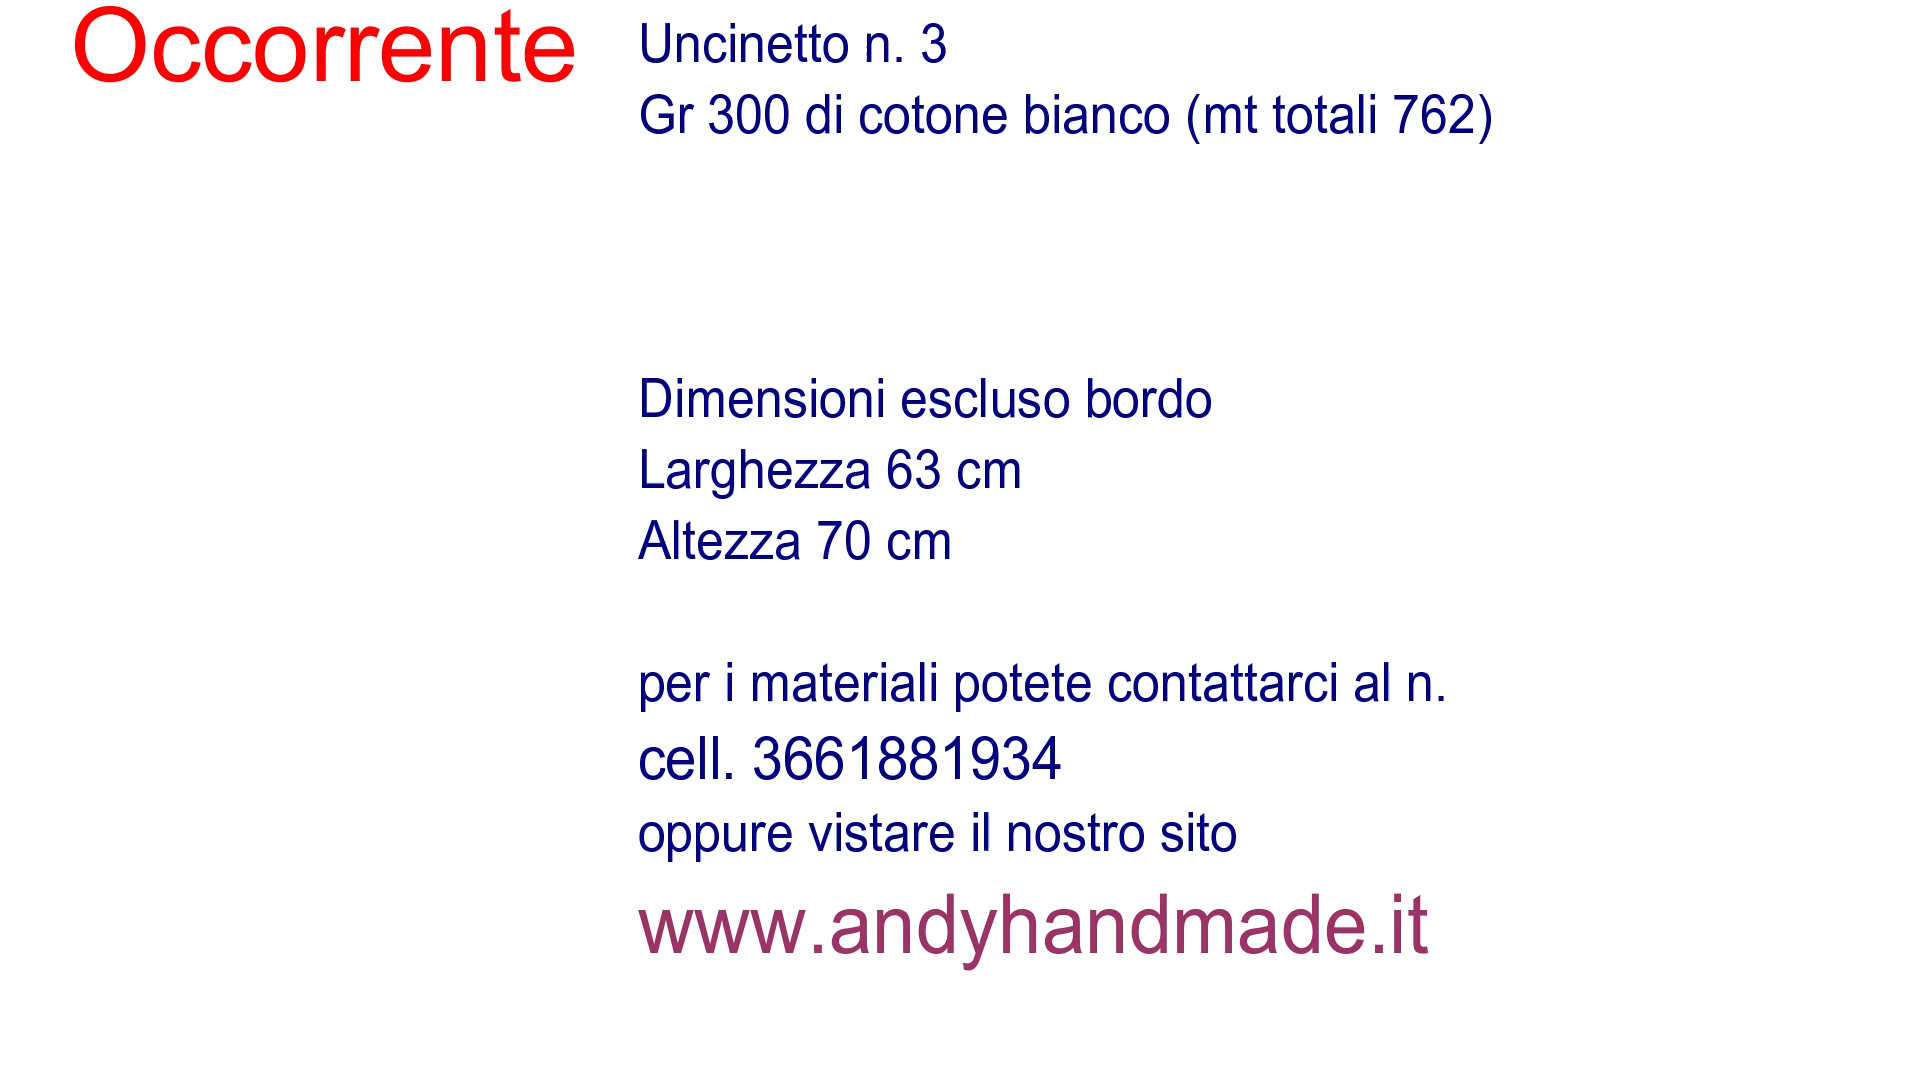 Occorrente
Uncinetto n. 3
Gr 300 di cotone bianco (mt totali 762)
Dimensioni escluso bordo
Larghezza 63 cm
Altezza 70 cm
per i materiali potete contattarci al n.
cell. 3661881934
oppure vistare il nostro sito
www.andyhandmade.it